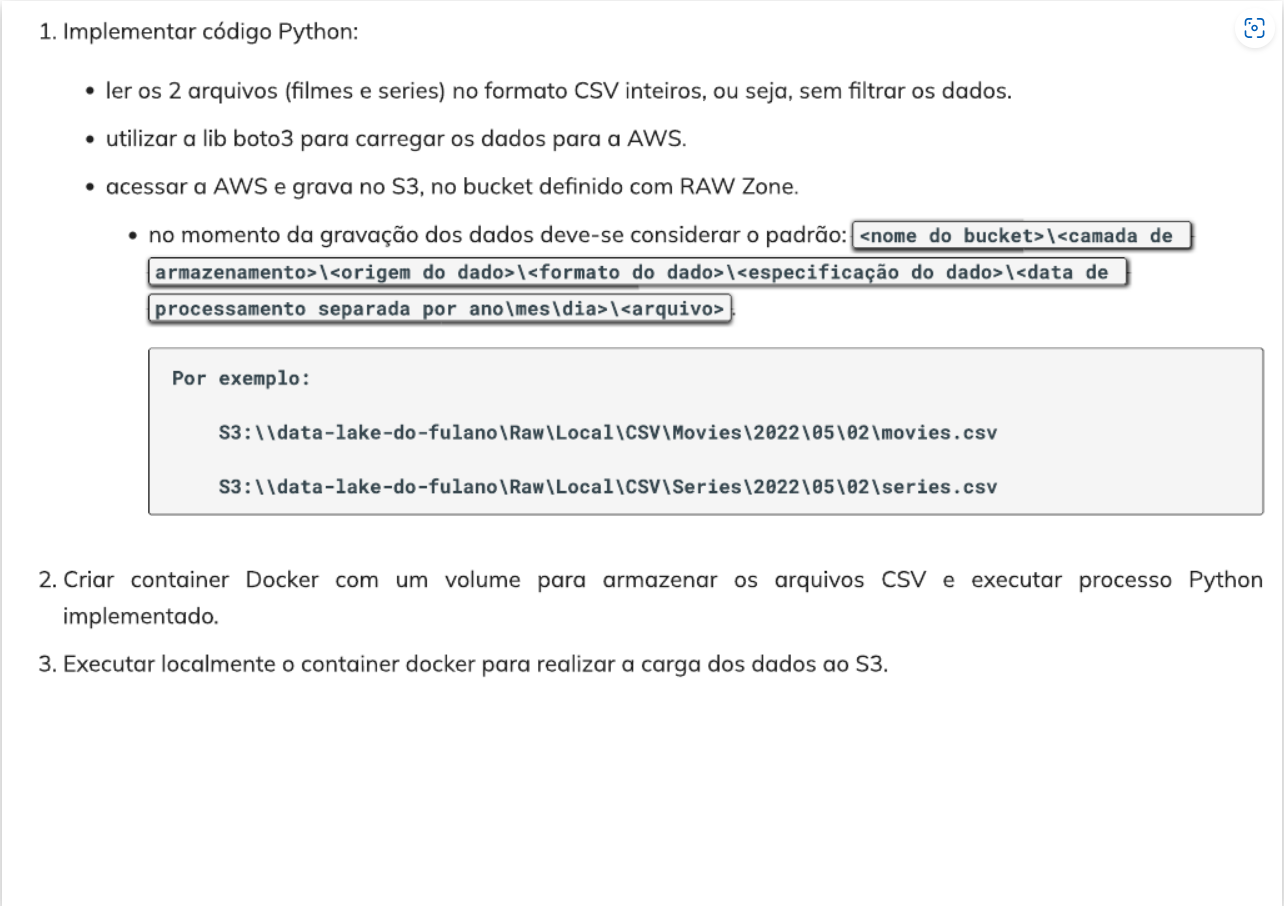 1. Implementar código Python:
• ler os 2 arquivos (filmes e series) no formato CSV inteiros, ou seja, sem filtrar os dados.
• utilizar a lib boto3 para carregar os dados para a AWS.
• acessar a AWS e grava no S3, no bucket definido com RAW Zone.
• no momento da gravação dos dados deve-se considerar o padrão: <nome do bucket>\<camada de
armazenamento>\<origem do dado>\<formato do dado>\<especificação do dado>\<data de
processamento separada por ano\mes\dia>\<arquivo>.
Por exemplo:
S3:\\data-lake-do-fulano\Raw\Local\CSV\Movies\2022\05\02\movies.csv
S3:\\data-lake-do-fulano\Raw\Local\CSV\Series\2022\05\02\series.csv
2. Criar container Docker com um volume para armazenar os arquivos CSV e executar processo Python
implementado.
3. Executar localmente o container docker para realizar a carga dos dados ao S3.